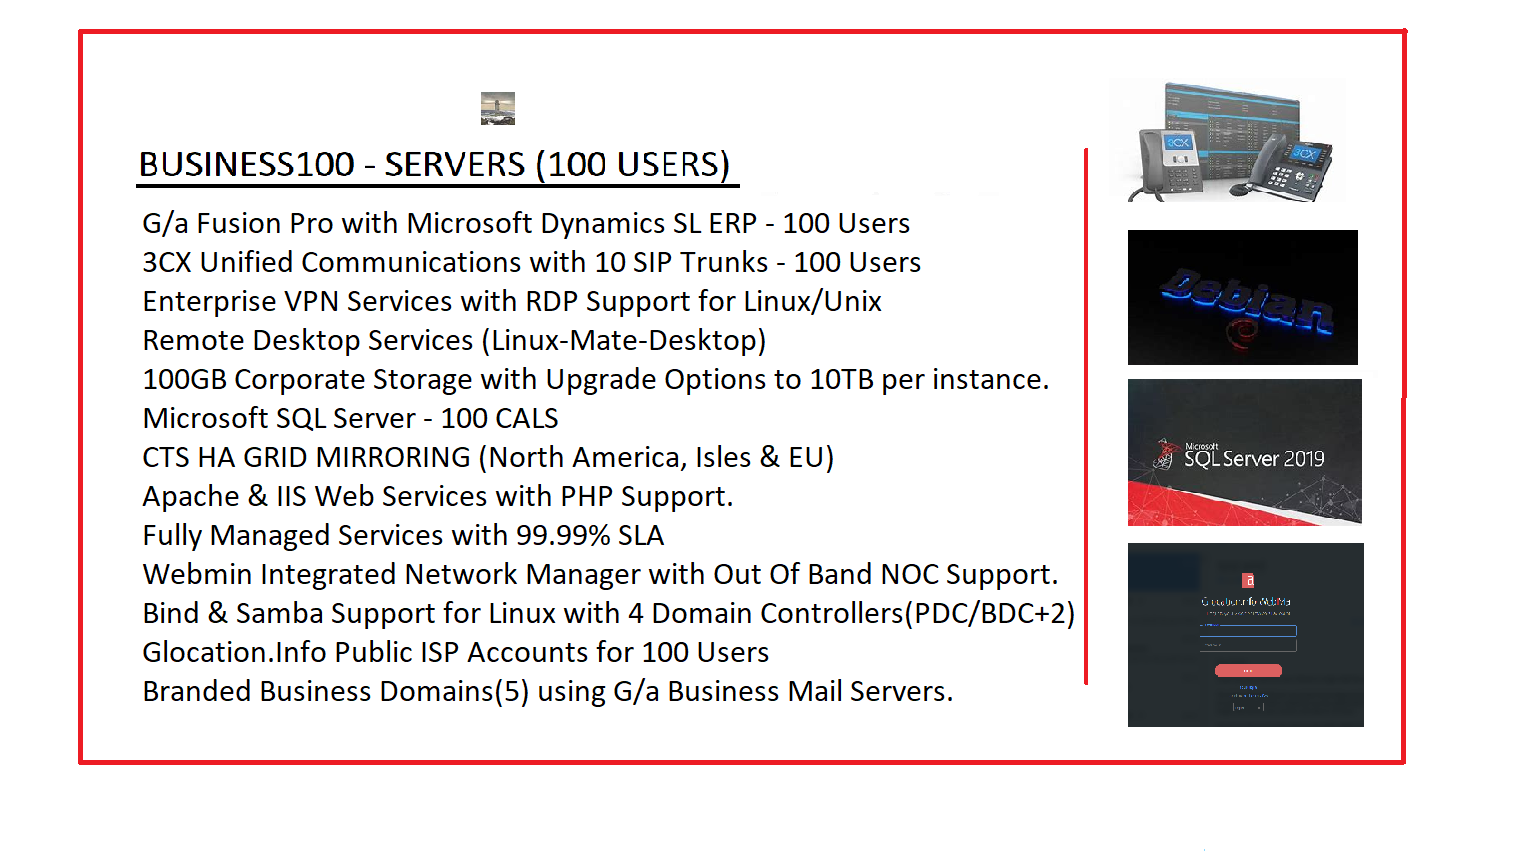 BUSINESS100 - SERVERS (100 USERS)
G/a Fusion Pro with Microsoft Dynamics SL ERP - 100 Users
3CX Unified Communications with 10 SIP Trunks - 100 Users
Enterprise VPN Services with RDP Support for Linux/Unix
Remote Desktop Services (Linux-Mate-Desktop)
100GB Corporate Storage with Upgrade Options to 10TB per instance.
Microsoft SQL Server - 100 CALS
CTS HA GRID MIRRORING (North America, Isles & EU)
Apache & IIS Web Services with PHP Support.
Fully Managed Services with 99.99% SLA
Webmin Integrated Network Manager with Out Of Band NOC Support.
Bind & Samba Support for Linux with 4 Domain Controllers(PDC/BDC+2)
Glocation.Info Public ISP Accounts for 100 Users
Branded Business Domains(5) using G/a Business Mail Servers.
3CX
3CX
Debian
Microsoft
SQL Server 2019
a